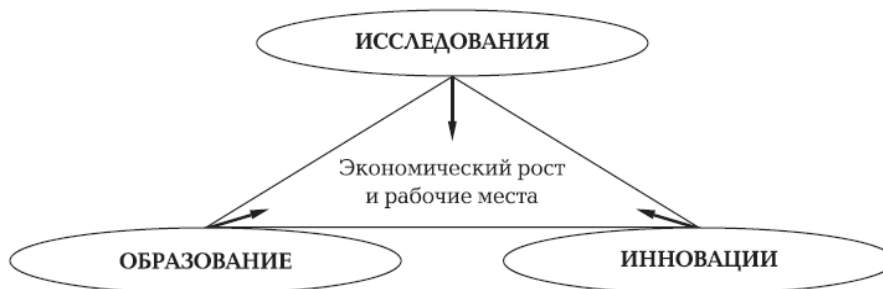 ИССЛЕДОВАНИЯ
Экономический рост
и рабочие места
ОБРАЗОВАНИЕ
ИННОВАЦИИ